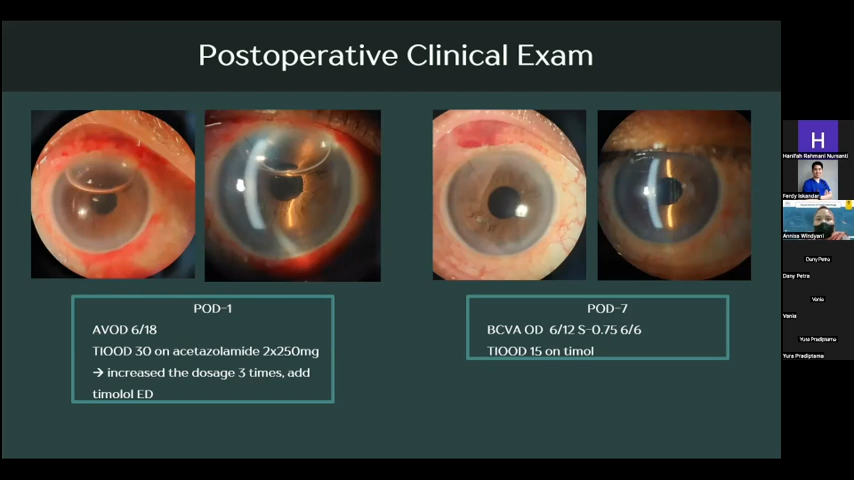 Postoperative Clinical Exam
POD-1
AVOD 6/18
TIOOD 30 on acetazolamide 2x250mg
→ increased the dosage 3 times, add
timolol ED
POD-7
BCVA OD 6/12 S-0.75 6/6
TIOOD 15 on timol
H
Hanifah Rahmani Nursanti
Ferdy Iskandar
Annisa Windyani
Dany Petra
Dany Petra
Vania
Vania
Yura Pradiptama
Yura Pradiptama